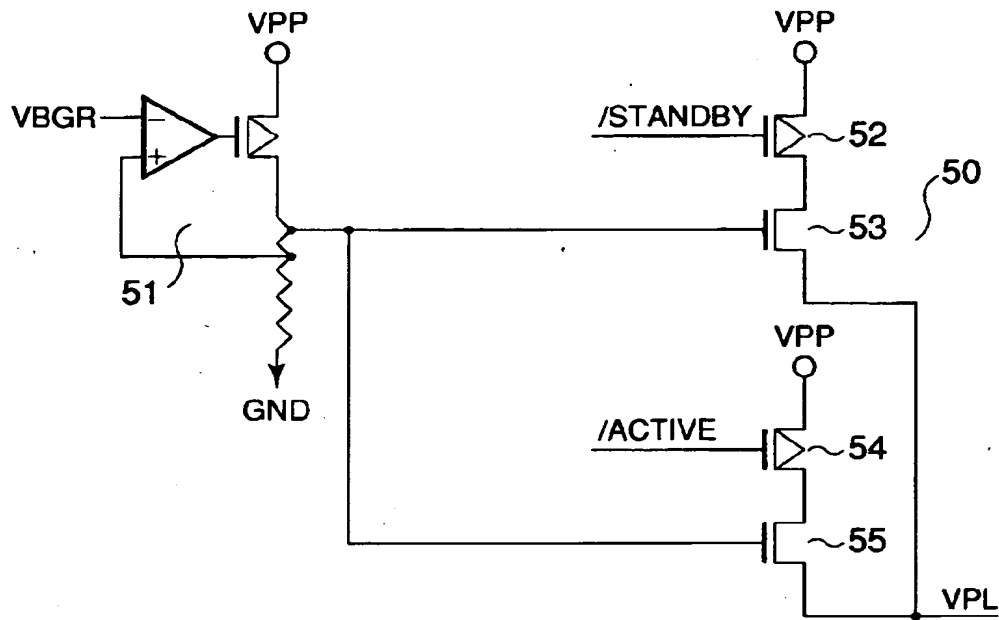 VPP
VPP
VBGR
−
+
/STANDBY
52
50
53
51
VPP
GND
/ACTIVE
54
55
VPL